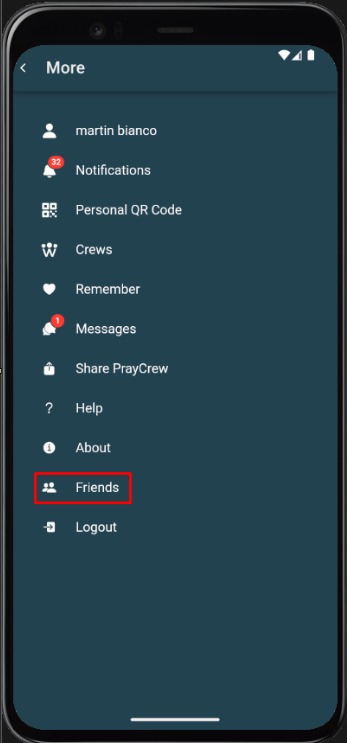 More
martin bianco
32
Notifications
Personal QR Code
Crews
Remember
1
Messages
Share PrayCrew
? Help
About
Friends
Logout